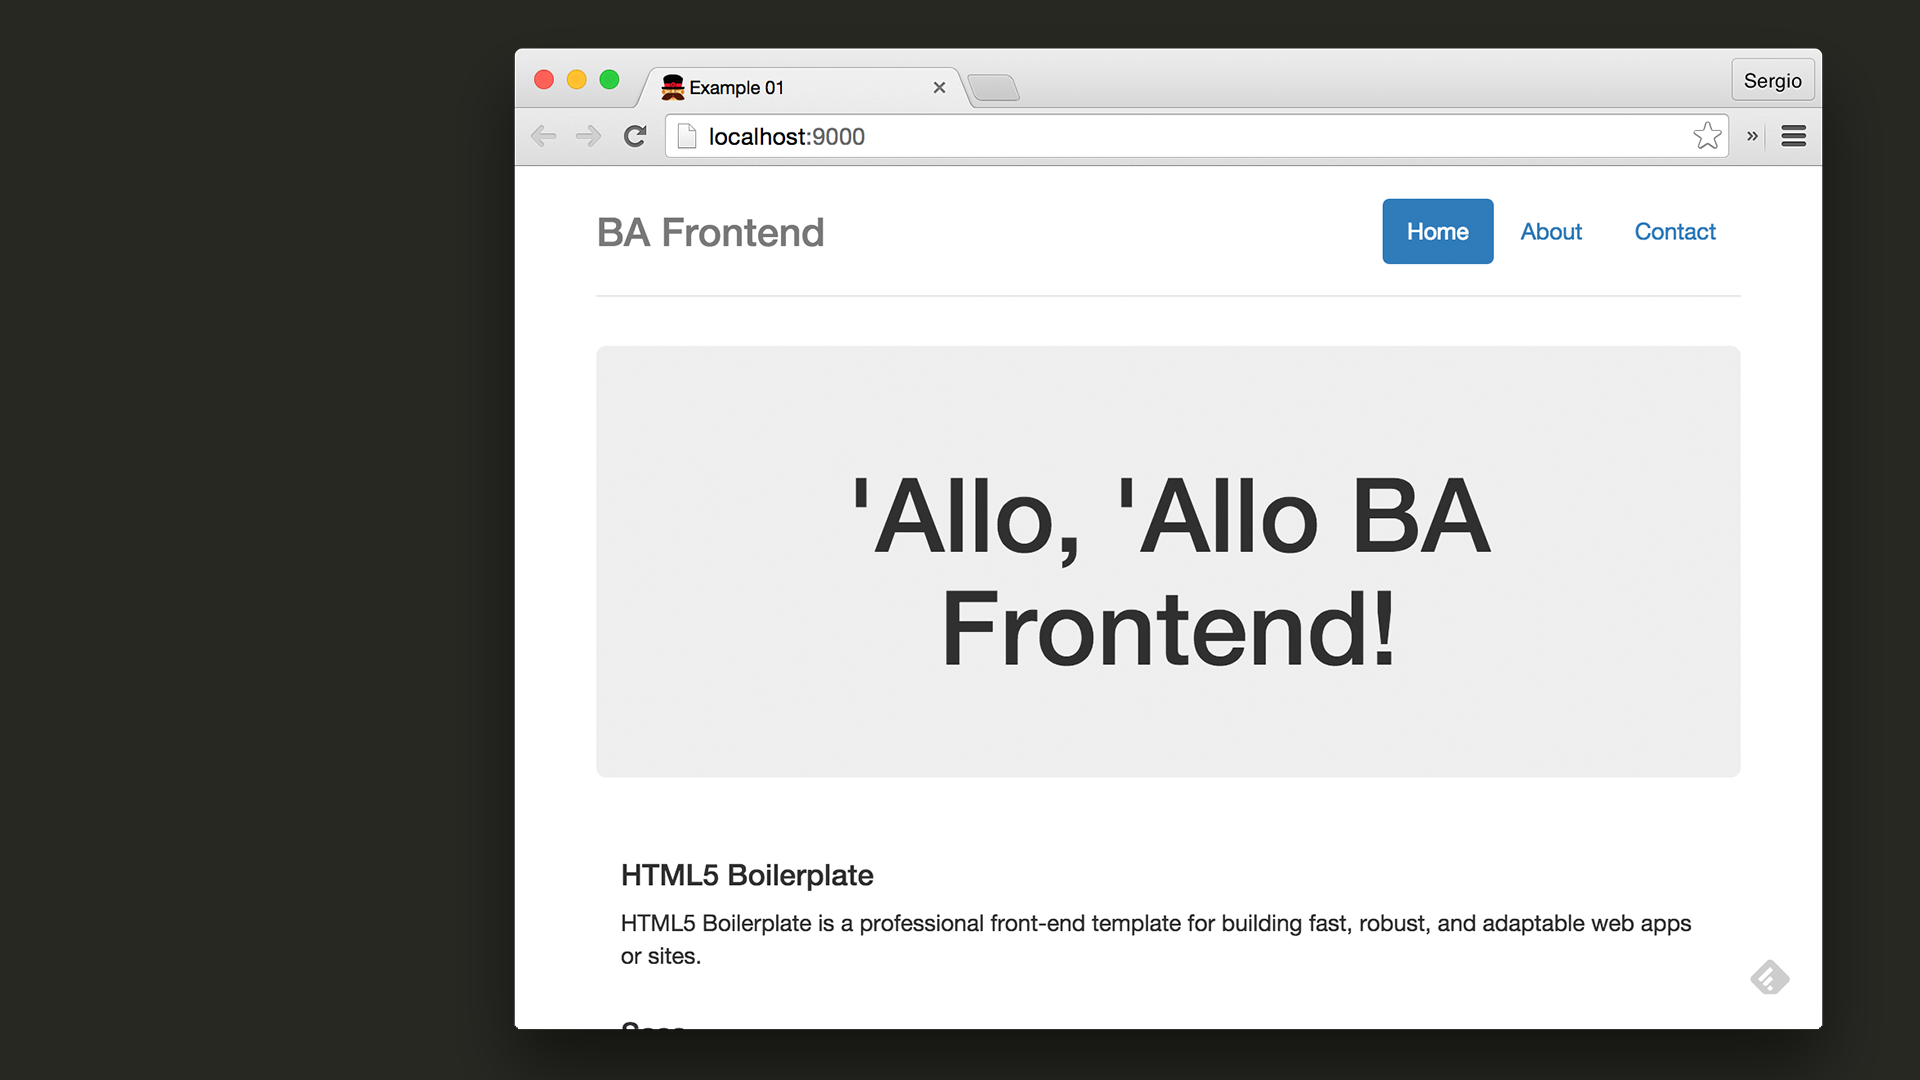 Example 01
Sergio
localhost:9000
BA Frontend
Home
About
Contact
'Allo, 'Allo BA
Frontend!
HTML5 Boilerplate
HTML5 Boilerplate is a professional front-end template for building fast, robust, and adaptable web apps
or sites.